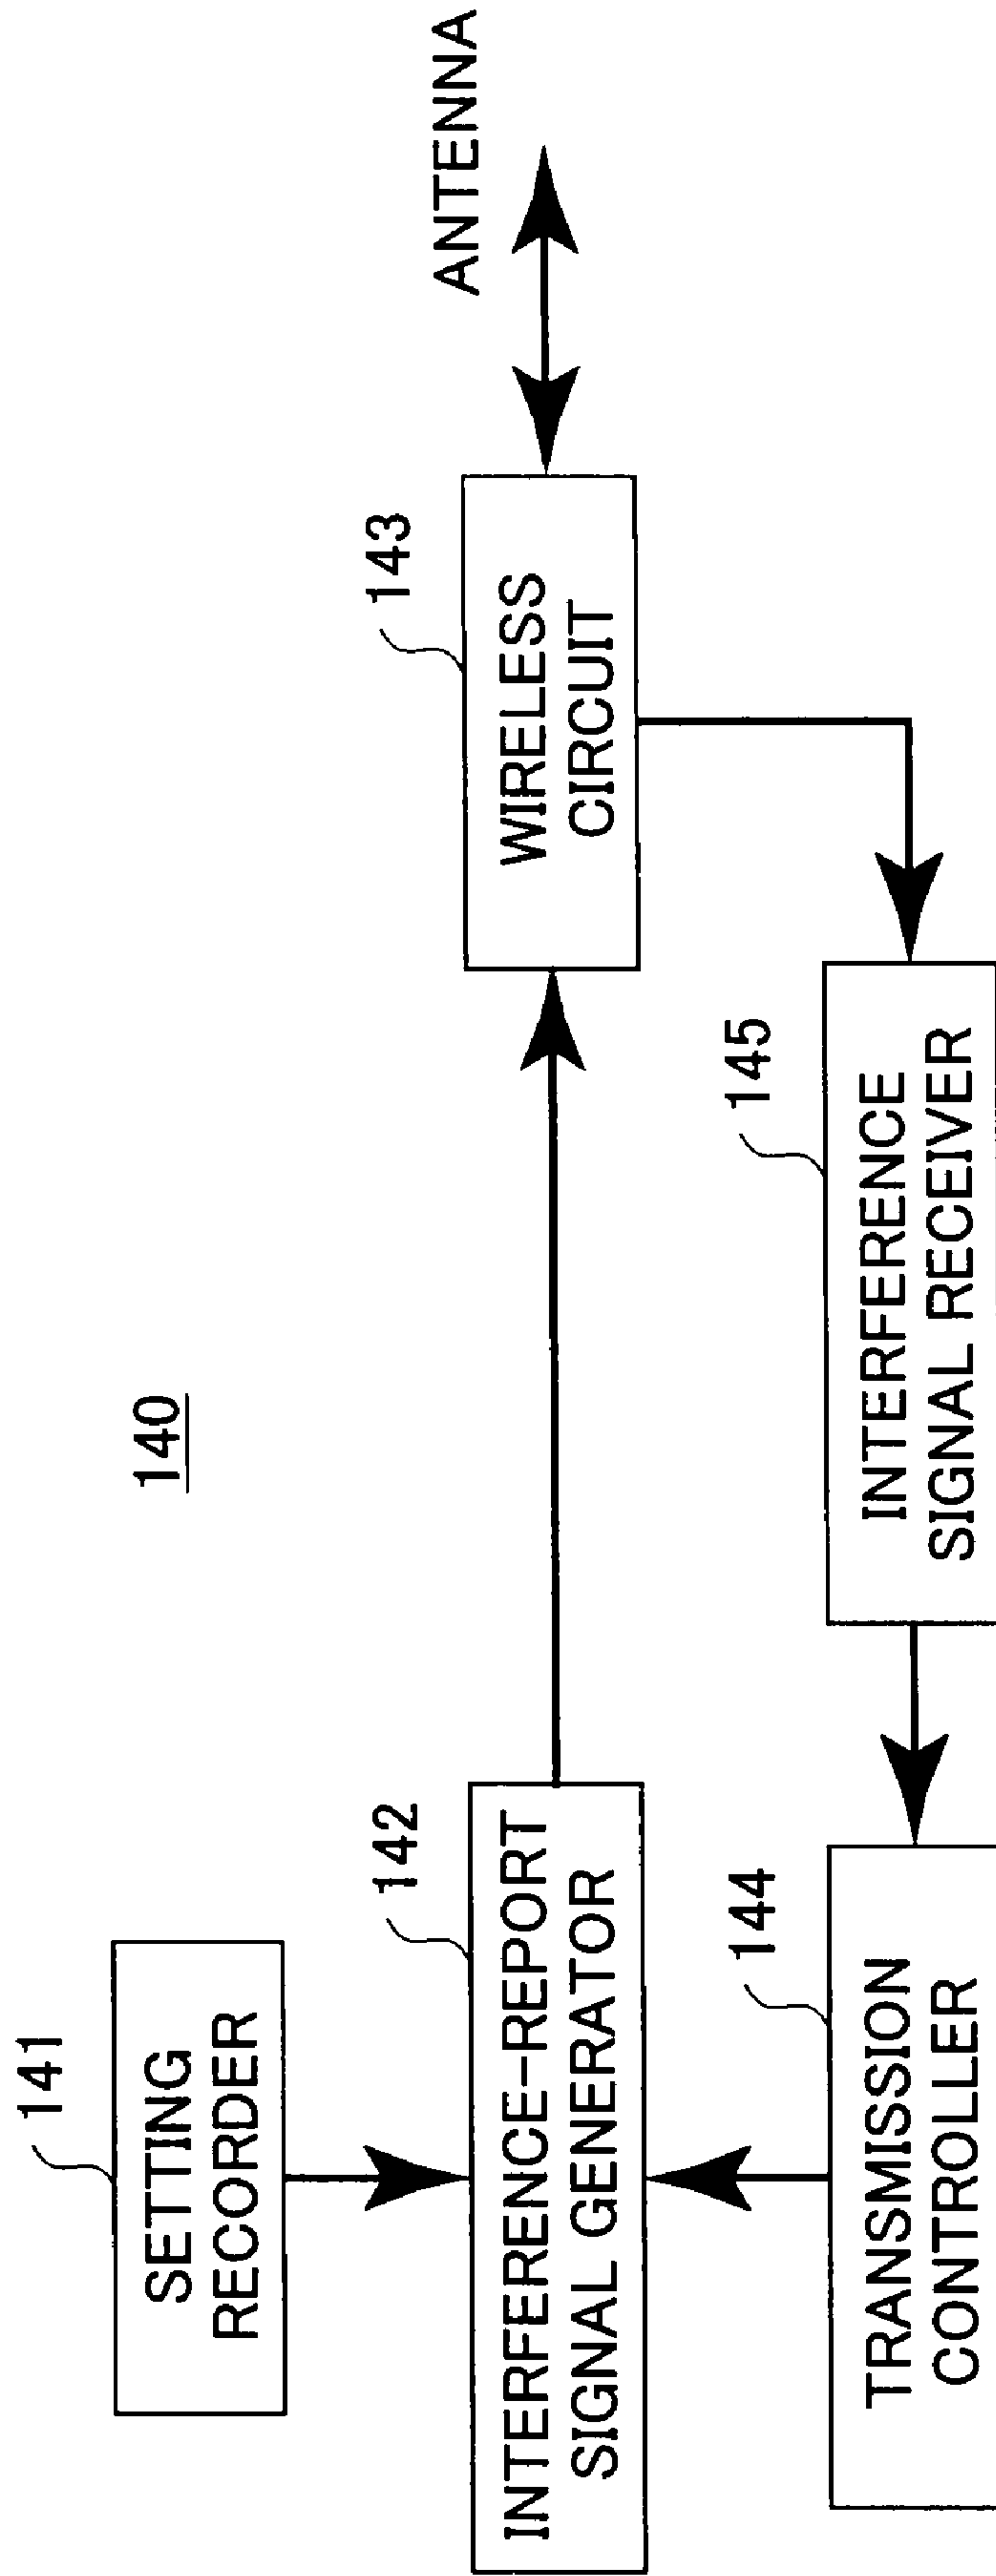 140
141
SETTING
RECORDER
142
INTERFERENCE-REPORT
SIGNAL GENERATOR
143
WIRELESS
CIRCUIT
ANTENNA
144
TRANSMISSION
CONTROLLER
145
INTERFERENCE
SIGNAL RECEIVER